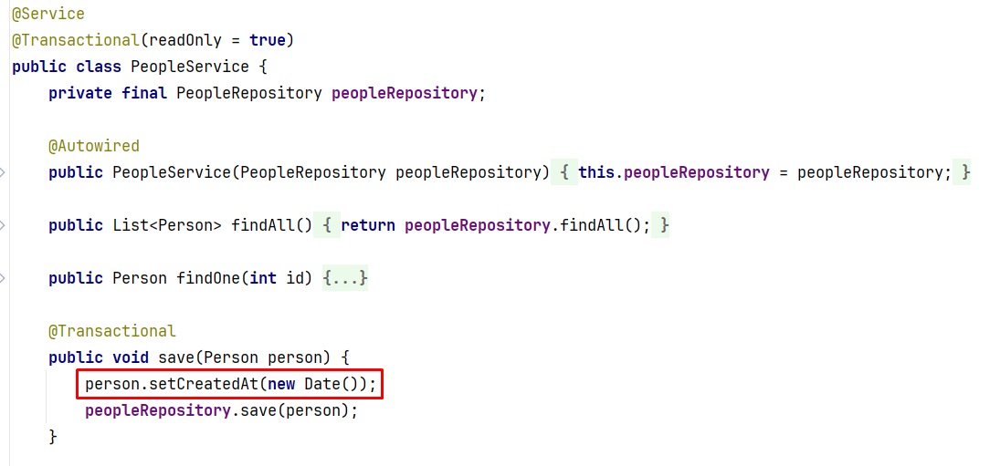 @Service
@Transactional(readOnly = true)
public class PeopleService {
private final PeopleRepository peopleRepository;
@Autowired
public PeopleService(PeopleRepository peopleRepository) { this.peopleRepository = peopleRepository; }
public List<Person> findAll() { return peopleRepository.findAll(); }
public Person findOne(int id) {...}
@Transactional
public void save(Person person) {
person.setCreatedAt(new Date());
peopleRepository.save(person);
}